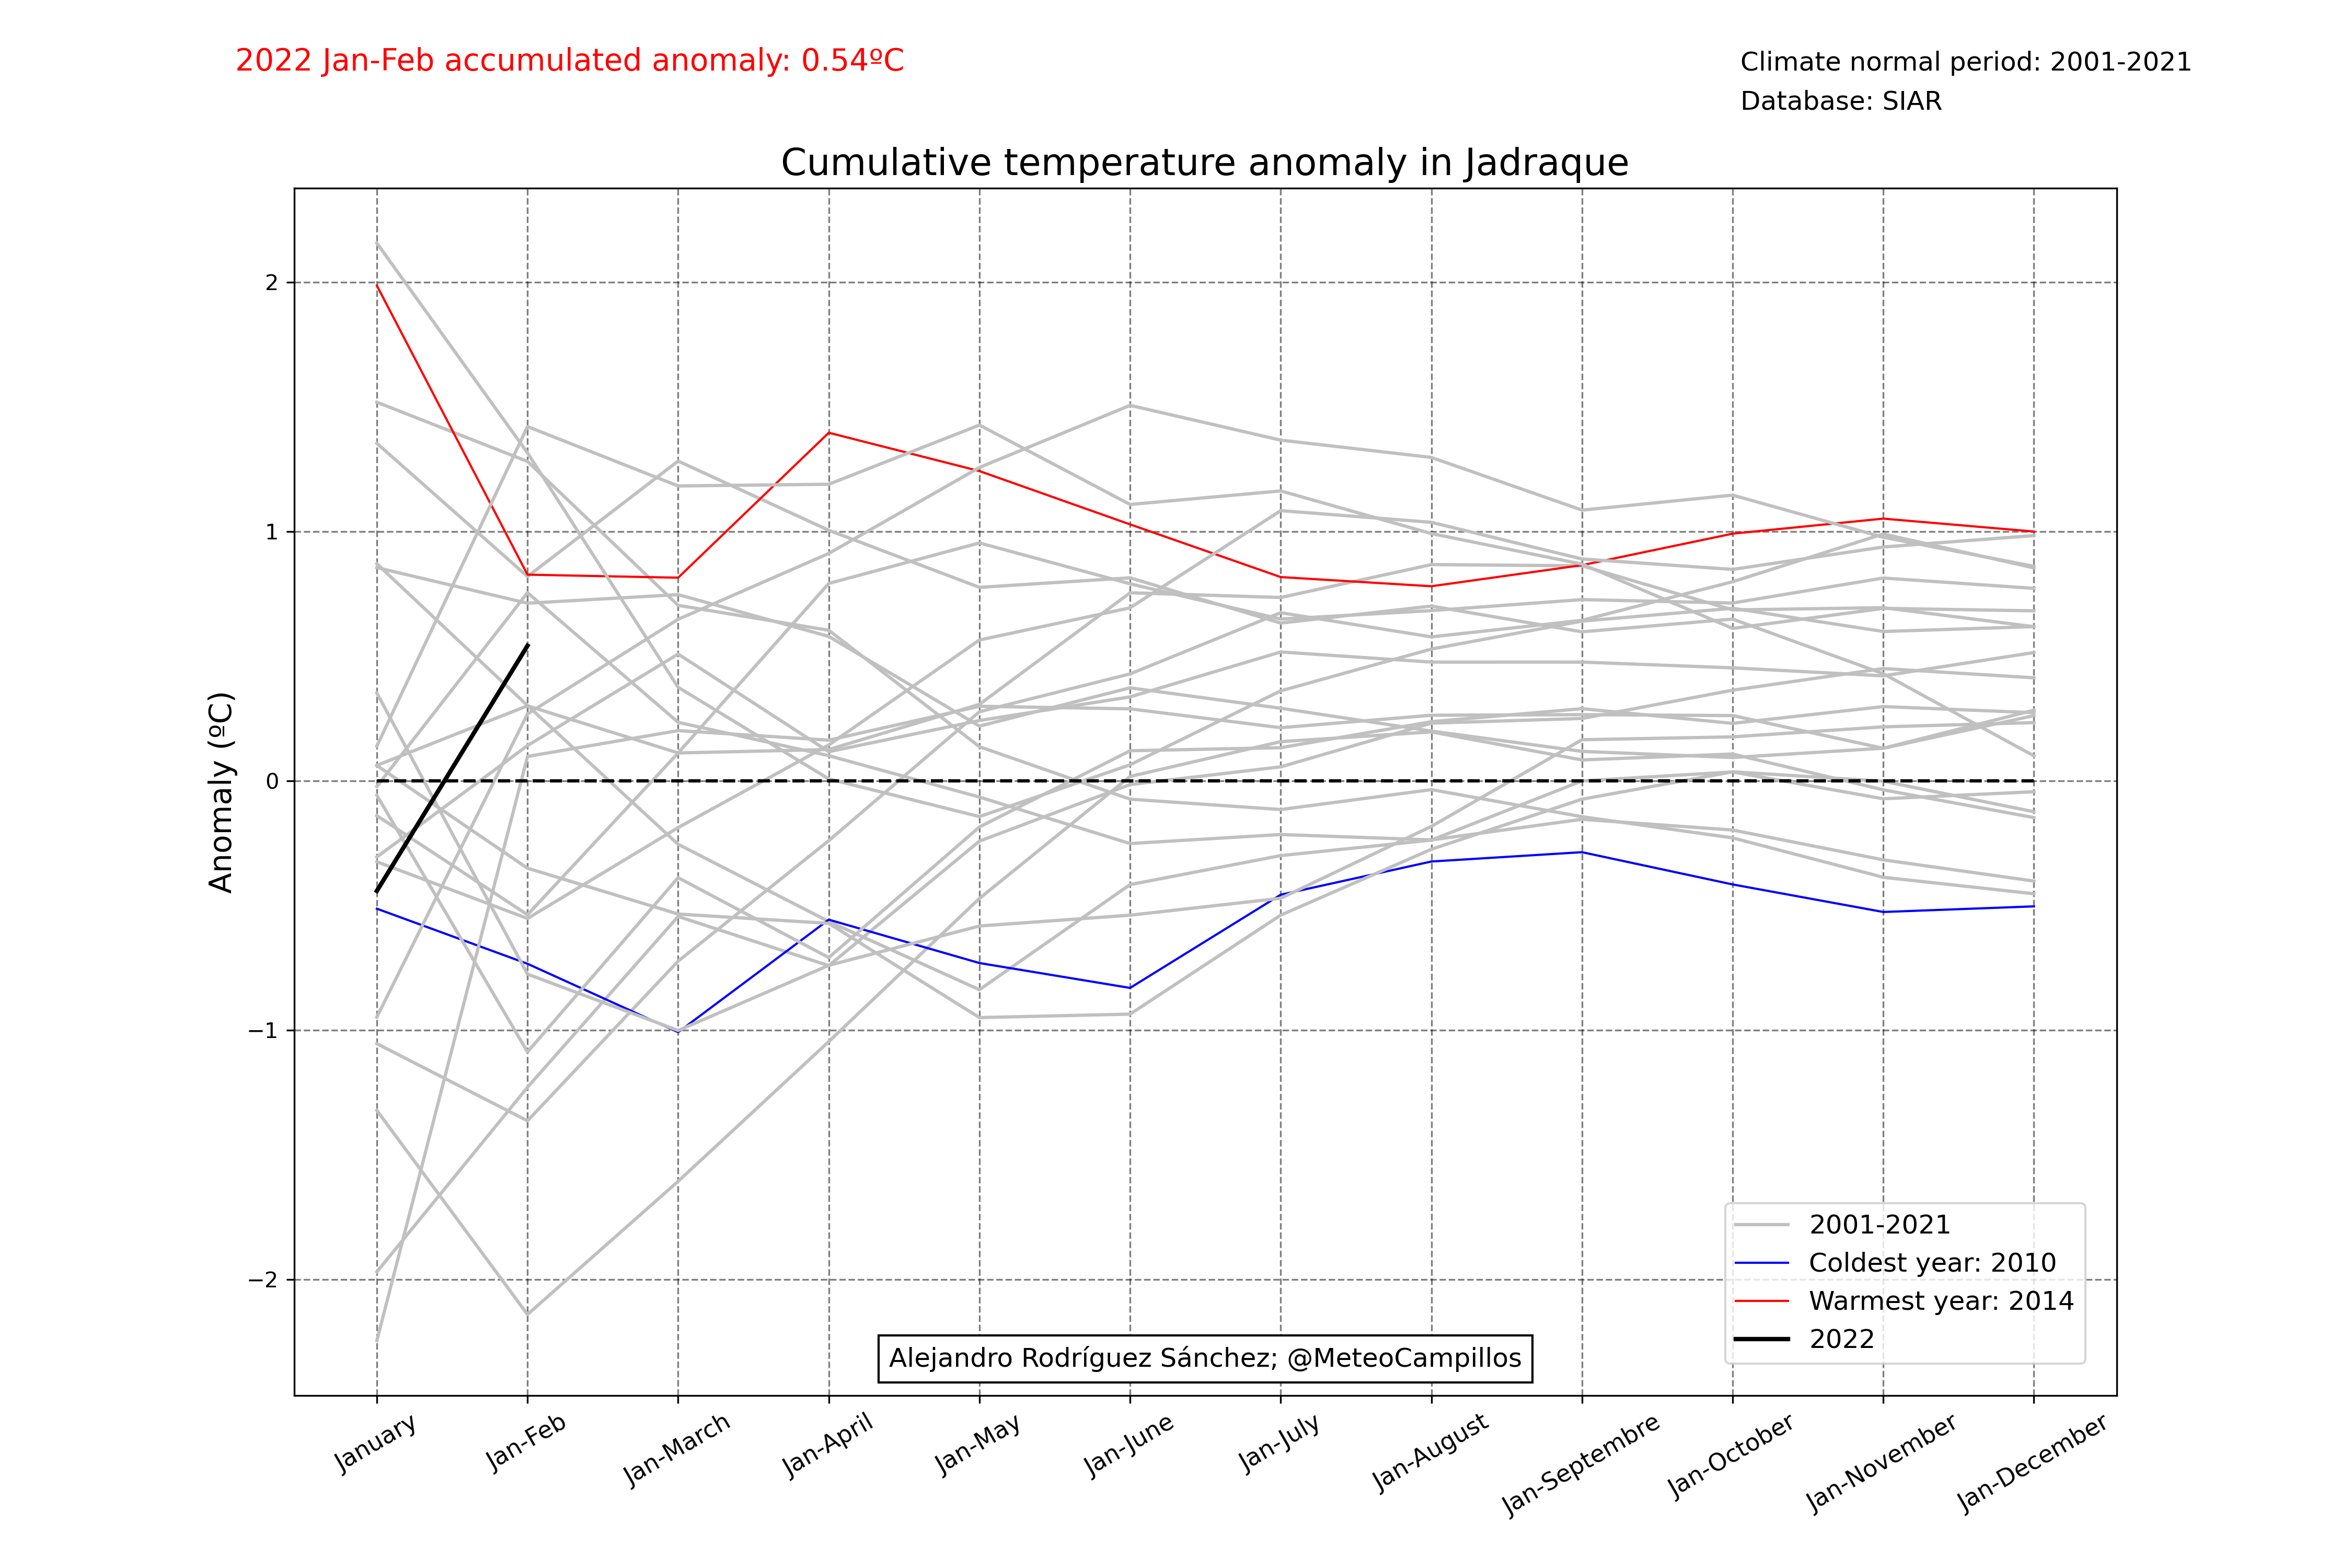 2022 Jan-Feb accumulated anomaly: 0.54ºC
Climate normal period: 2001-2021
Database: SIAR
Cumulative temperature anomaly in Jadraque
Anomaly (ºC)
2
1
0
−1
−2
2001-2021
Coldest year: 2010
Warmest year: 2014
2022
Alejandro Rodríguez Sánchez; @MeteoCampillos
January
Jan-Feb
Jan-March
Jan-April
Jan-May
Jan-June
Jan-July
Jan-August
Jan-Septembre
Jan-October
Jan-November
Jan-December